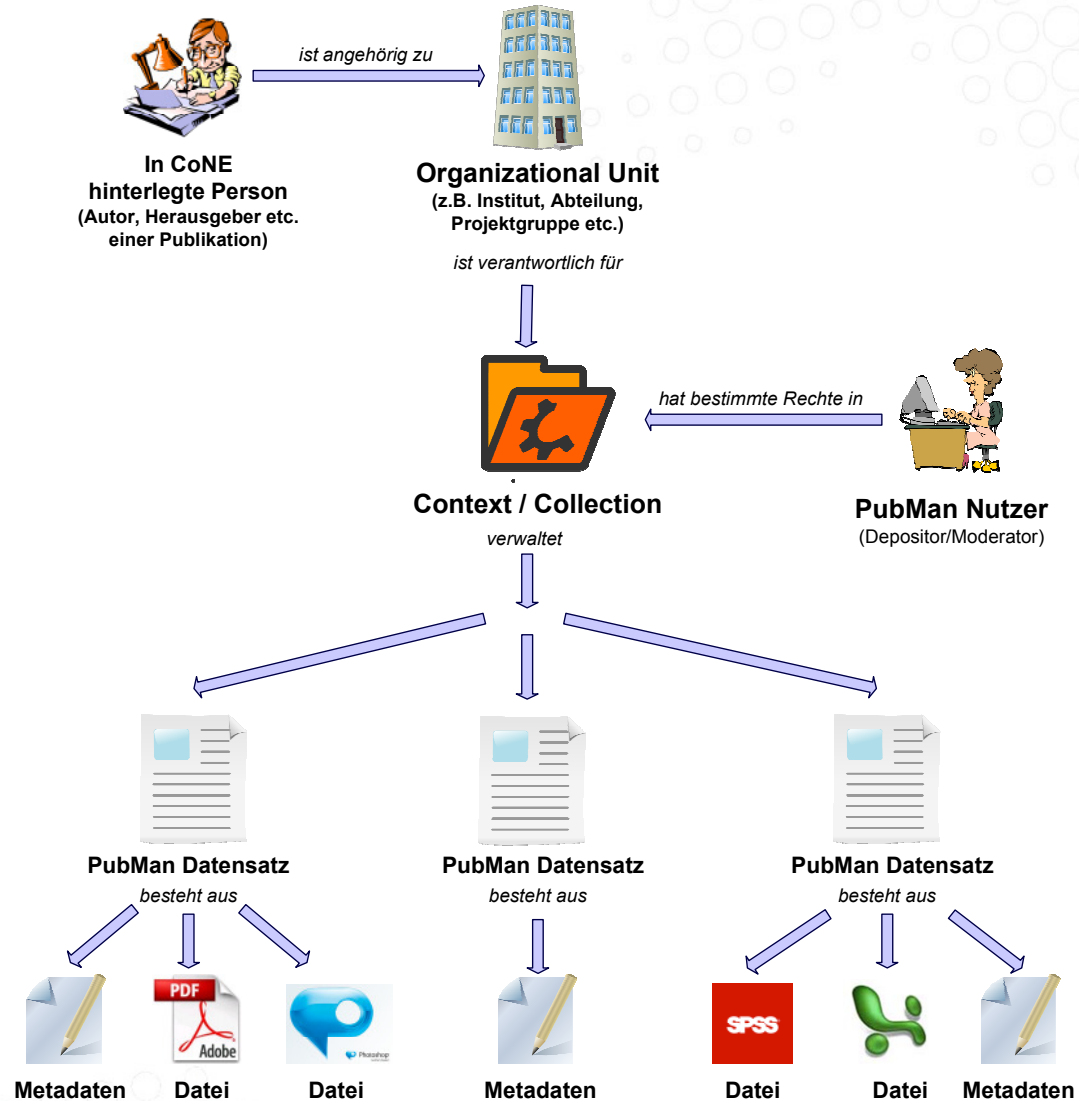 ist angehörig zu
In CoNE
hinterlegte Person
(Autor, Herausgeber etc.
einer Publikation)
Organizational Unit
(z.B. Institut, Abteilung,
Projektgruppe etc.)
ist verantwortlich für
hat bestimmte Rechte in
Context / Collection
PubMan Nutzer
(Depositor/Moderator)
verwaltet
PubMan Datensatz
PubMan Datensatz
PubMan Datensatz
besteht aus
besteht aus
besteht aus
PDF
Adobe
Photoshop
SPSS
Metadaten
Datei
Datei
Metadaten
Datei
Datei
Metadaten